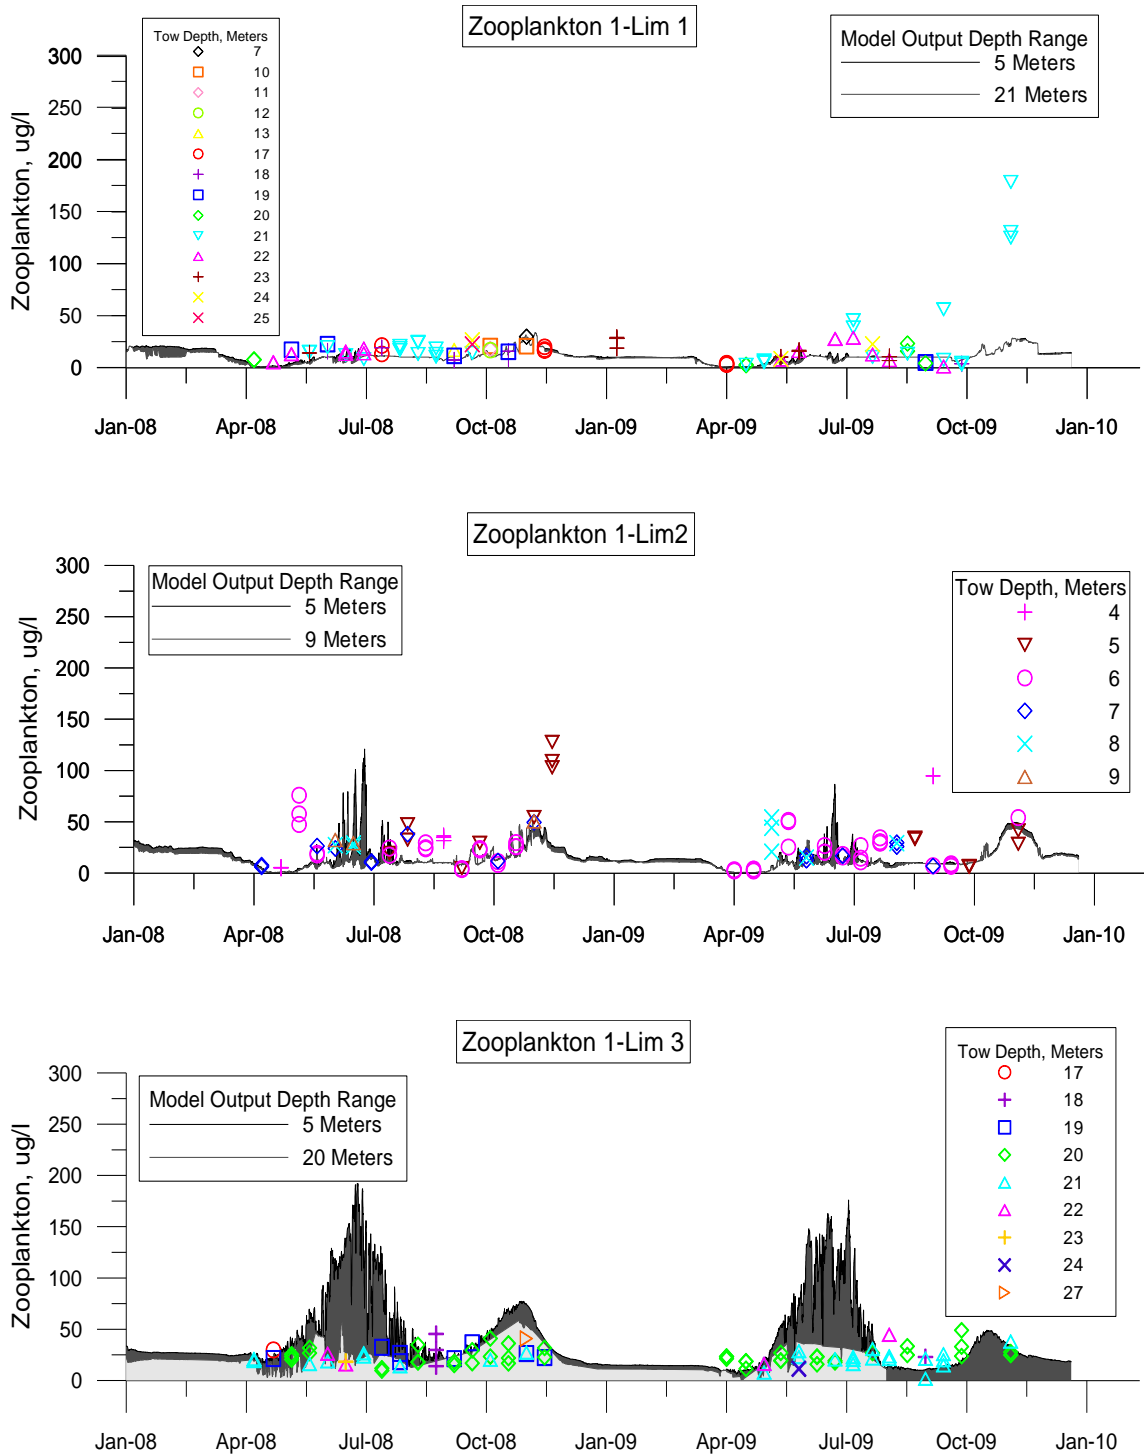 Zooplankton 1-Lim 1
Tow Depth, Meters
7
10
11
12
13
17
18
19
20
21
22
23
24
25
Model Output Depth Range
5 Meters
21 Meters
Zooplankton, ug/l
300
250
200
150
100
50
0
Jan-08 Apr-08 Jul-08 Oct-08 Jan-09 Apr-09 Jul-09 Oct-09 Jan-10
Zooplankton 1-Lim2
Model Output Depth Range
5 Meters
9 Meters
Tow Depth, Meters
4
5
6
7
8
9
Zooplankton, ug/l
300
250
200
150
100
50
0
Jan-08 Apr-08 Jul-08 Oct-08 Jan-09 Apr-09 Jul-09 Oct-09 Jan-10
Zooplankton 1-Lim 3
Model Output Depth Range
5 Meters
20 Meters
Tow Depth, Meters
17
18
19
20
21
22
23
24
27
Zooplankton, ug/l
300
250
200
150
100
50
0
Jan-08 Apr-08 Jul-08 Oct-08 Jan-09 Apr-09 Jul-09 Oct-09 Jan-10